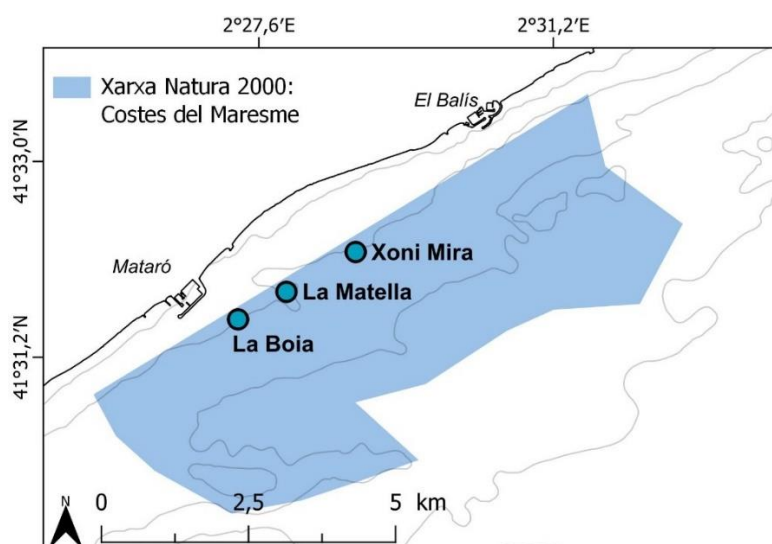 2°27,6′E
2°31,2′E
Xarxa Natura 2000:
Costes del Maresme
El Balís
41°33,0′N
Xoni Mira
Mataró
La Matella
La Boia
41°31,2′N
N
0 2,5 5 km